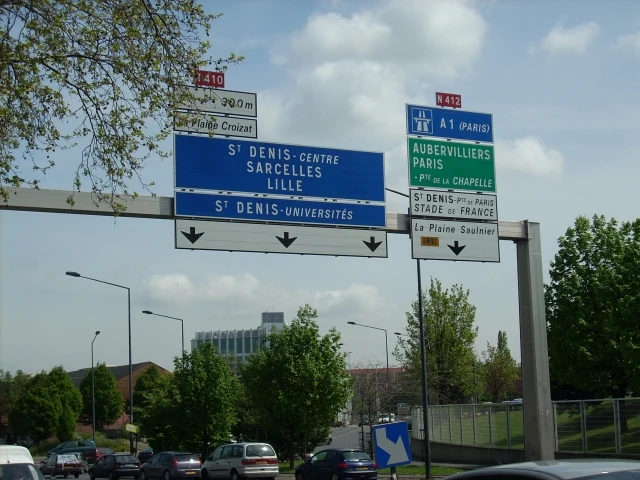 410
300m
La Plaine Croizat
ST DENIS-CENTRE
SARCELLES
LILLE
ST DENIS-UNIVERSITÉS
N 412
A 1 (PARIS)
AUBERVILLIERS
PARIS
-PTE DE LA CHAPELLE
ST DENIS-PTE DE PARIS
STADE DE FRANCE
La Plaine Saulnier